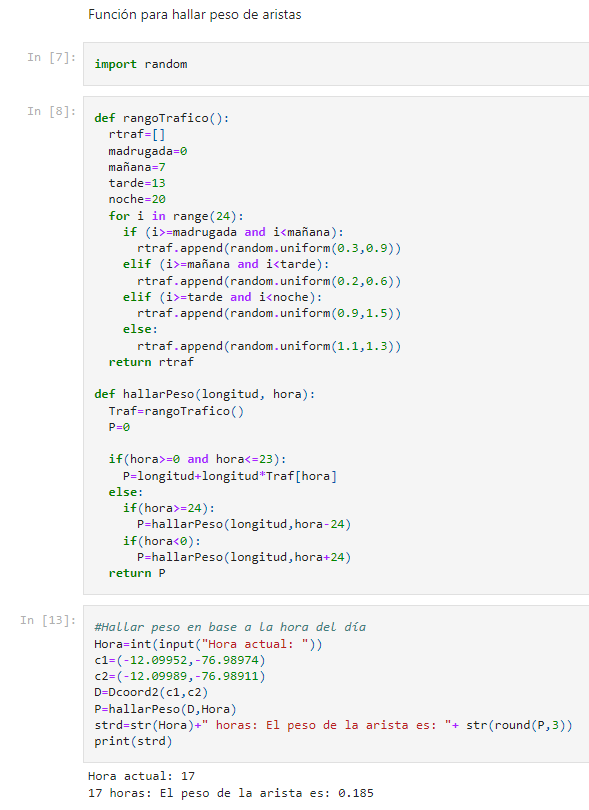 Función para hallar peso de aristas
In [7]:
import random
In [8]:
def rangoTrafico():
  rtraf=[]
  madrugada=0
  mañana=7
  tarde=13
  noche=20
  for i in range(24):
    if (i>=madrugada and i<mañana):
      rtraf.append(random.uniform(0.3,0.9))
    elif (i>=mañana and i<tarde):
      rtraf.append(random.uniform(0.2,0.6))
    elif (i>=tarde and i<noche):
      rtraf.append(random.uniform(0.9,1.5))
    else:
      rtraf.append(random.uniform(1.1,1.3))
  return rtraf

def hallarPeso(longitud, hora):
  Traf=rangoTrafico()
  P=0

  if(hora>=0 and hora<=23):
    P=longitud+longitud*Traf[hora]
  else:
    if(hora>=24):
      P=hallarPeso(longitud,hora-24)
    if(hora<0):
      P=hallarPeso(longitud,hora+24)
  return P
In [13]:
#Hallar peso en base a la hora del día
Hora=int(input("Hora actual: "))
c1=(-12.09952,-76.98974)
c2=(-12.09989,-76.98911)
D=Dcoord2(c1,c2)
P=hallarPeso(D,Hora)
strd=str(Hora)+" horas: El peso de la arista es: "+ str(round(P,3))
print(strd)
Hora actual: 17
17 horas: El peso de la arista es: 0.185